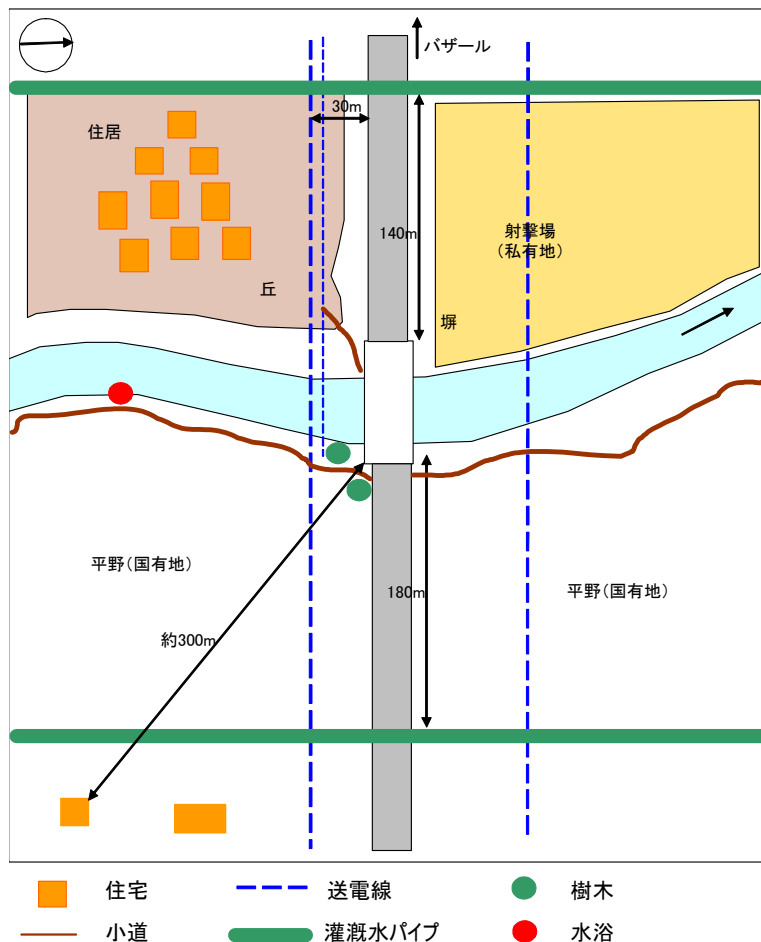 バザール
30m
住居
140m
射撃場
(私有地)
丘
塀
平野(国有地)
180m
平野(国有地)
約300m
住宅
送電線
樹木
小道
灌漑水パイプ
水浴